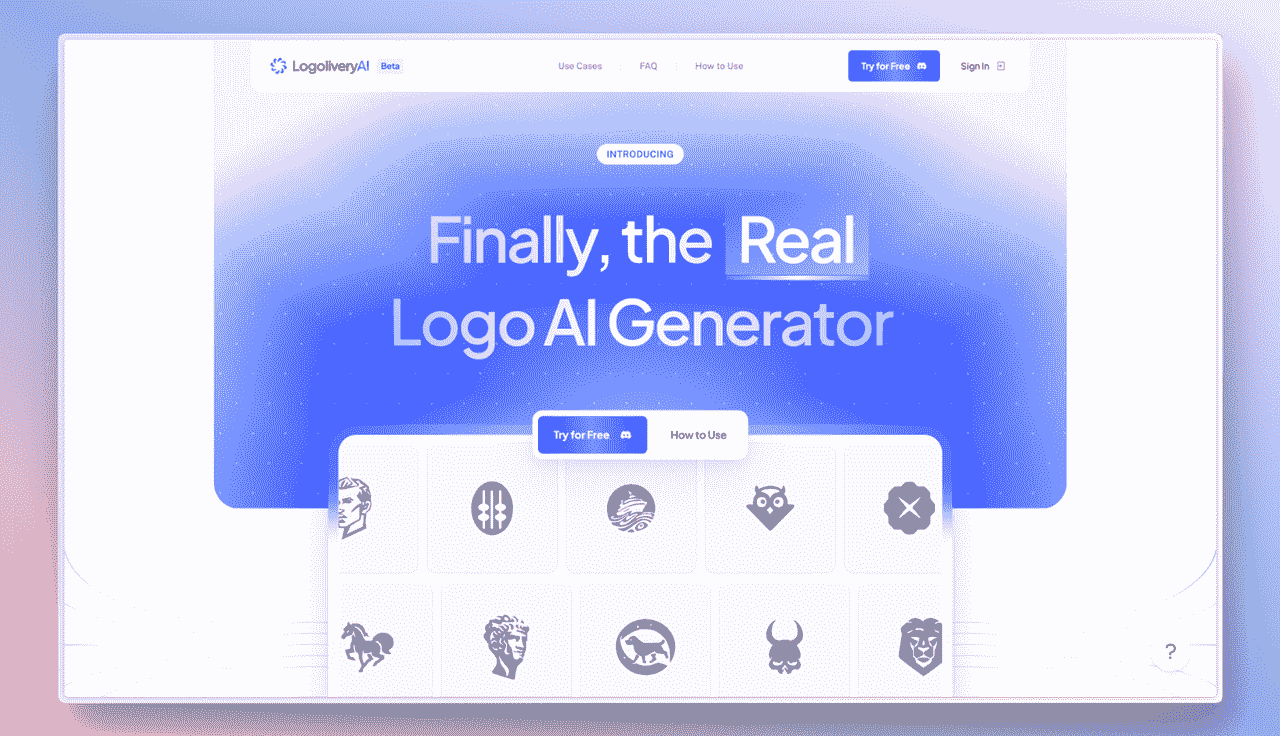 LogoliveryAI Beta
Use Cases
FAQ
How to Use
Try for Free
Sign In
INTRODUCING
Finally, the Real
Logo AI Generator
Try for Free
How to Use
?